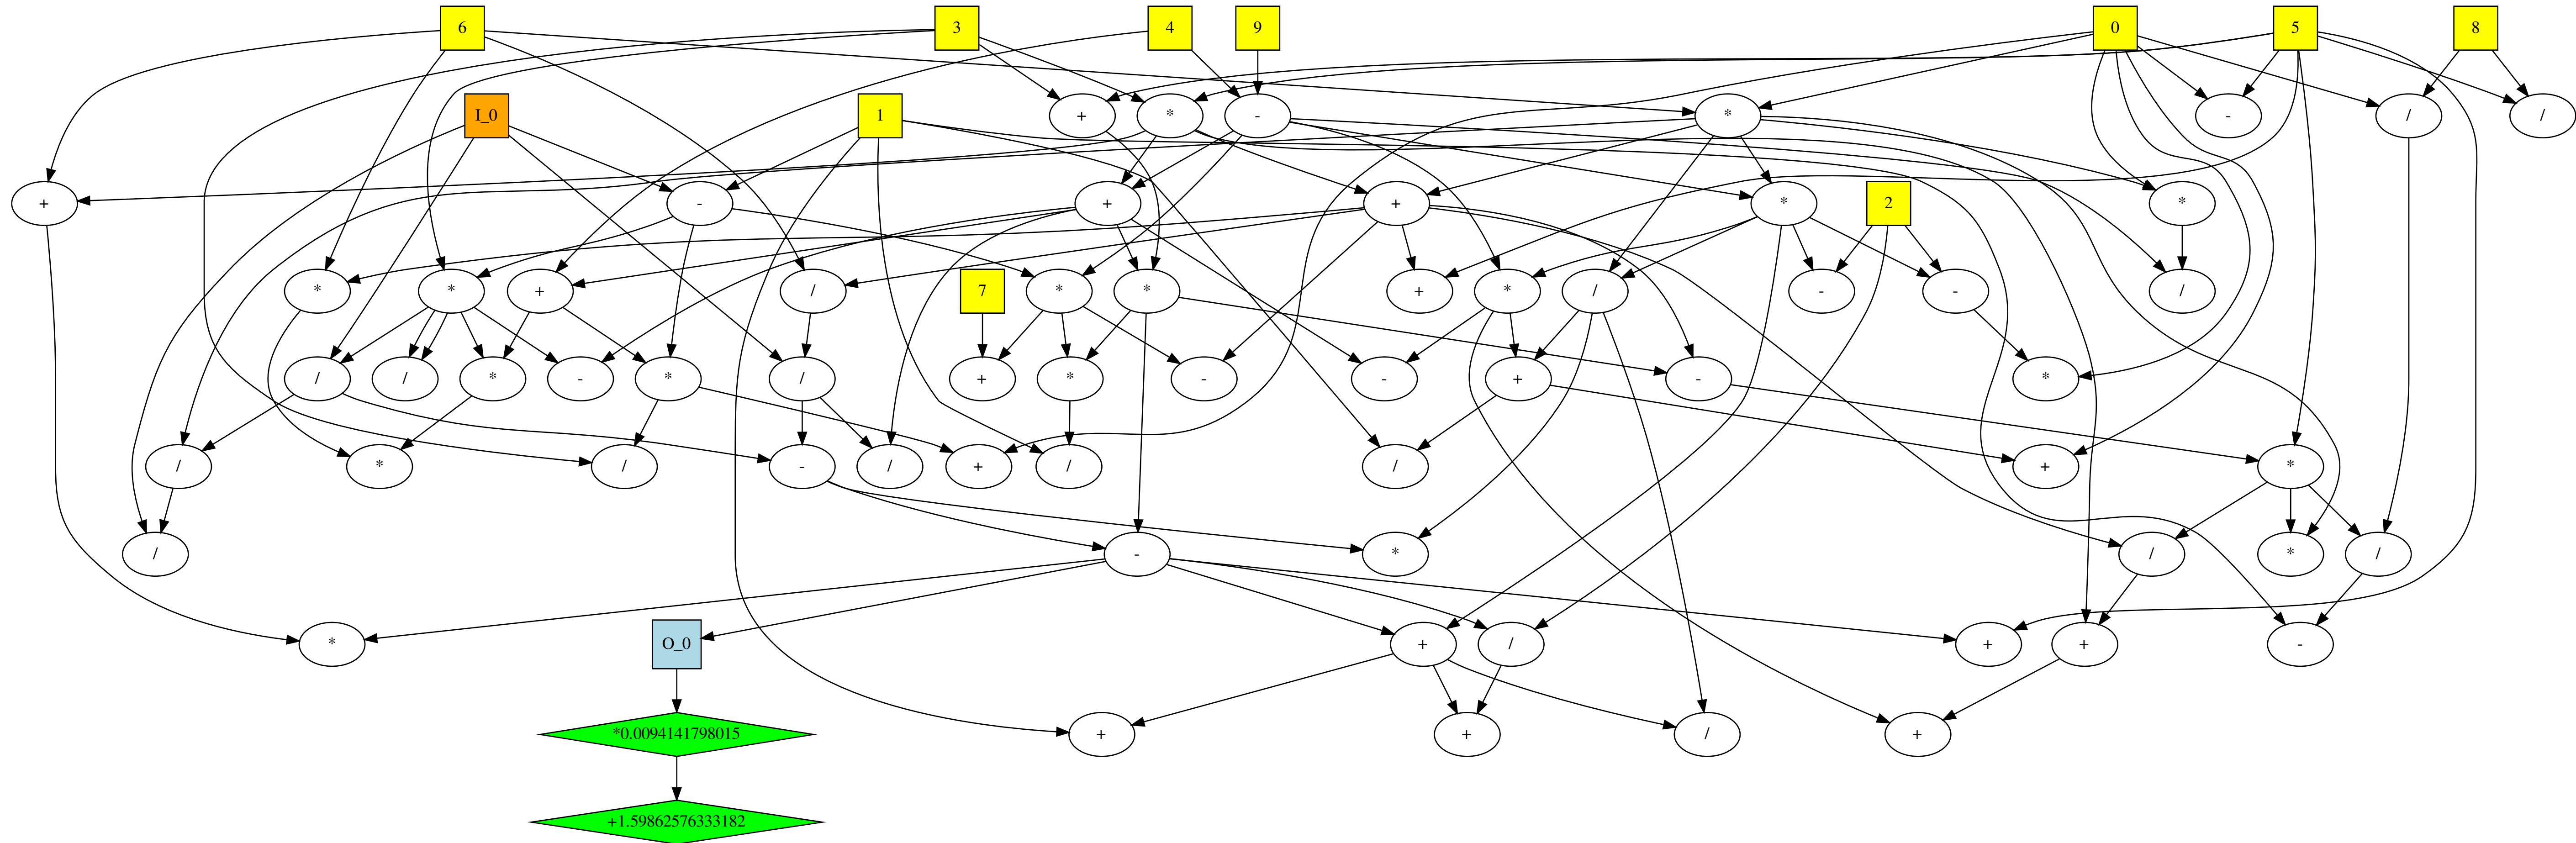 6 3 4 9 0 5 8
I_0 1 + * - * - / /
+ - + + * 2 *
* * + / 7 * * + * / - - /
/ / * - * / + * - - + - *
/ * / - / + / / + *
/ - * / * /
* O_0 + / + + -
*0.0094141798015 + + / +
+1.59862576333182